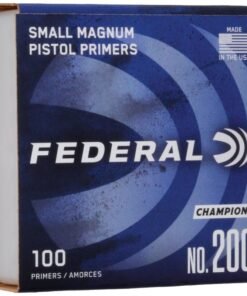 SMALL MAGNUM
PISTOL PRIMERS
MADE
IN THE USA
FEDERAL
CHAMPION
100
PRIMERS / AMORCES
NO. 200